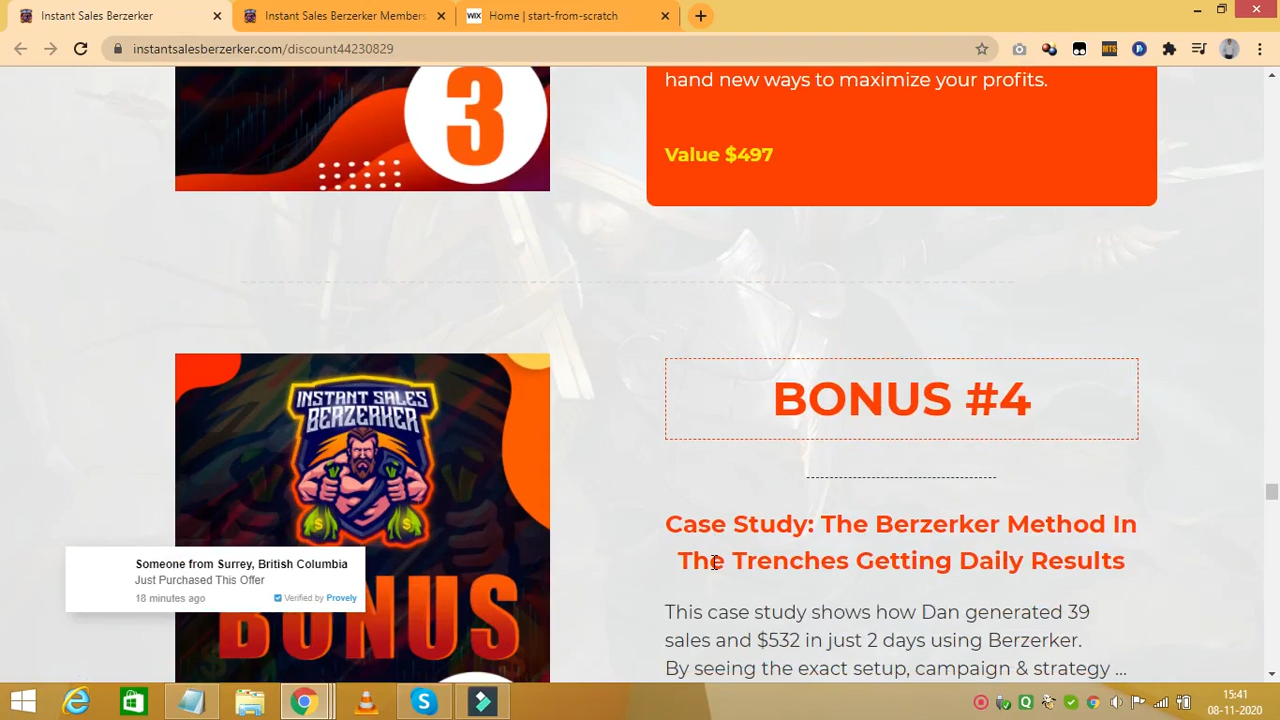 Instant Sales Berzerker
Instant Sales Berzerker Members
WIX Home | start-from-scratch
instantsalesberzerker.com/discount44230829
MTS
3
hand new ways to maximize your profits.
Value $497
INSTANT SALES
BERZERKER
BONUS
BONUS #4
Case Study: The Berzerker Method In
The Trenches Getting Daily Results
This case study shows how Dan generated 39
sales and $532 in just 2 days using Berzerker.
By seeing the exact setup, campaign & strategy ...
Someone from Surrey, British Columbia
Just Purchased This Offer
18 minutes ago
Verified by Provely
15:41
08-11-2020